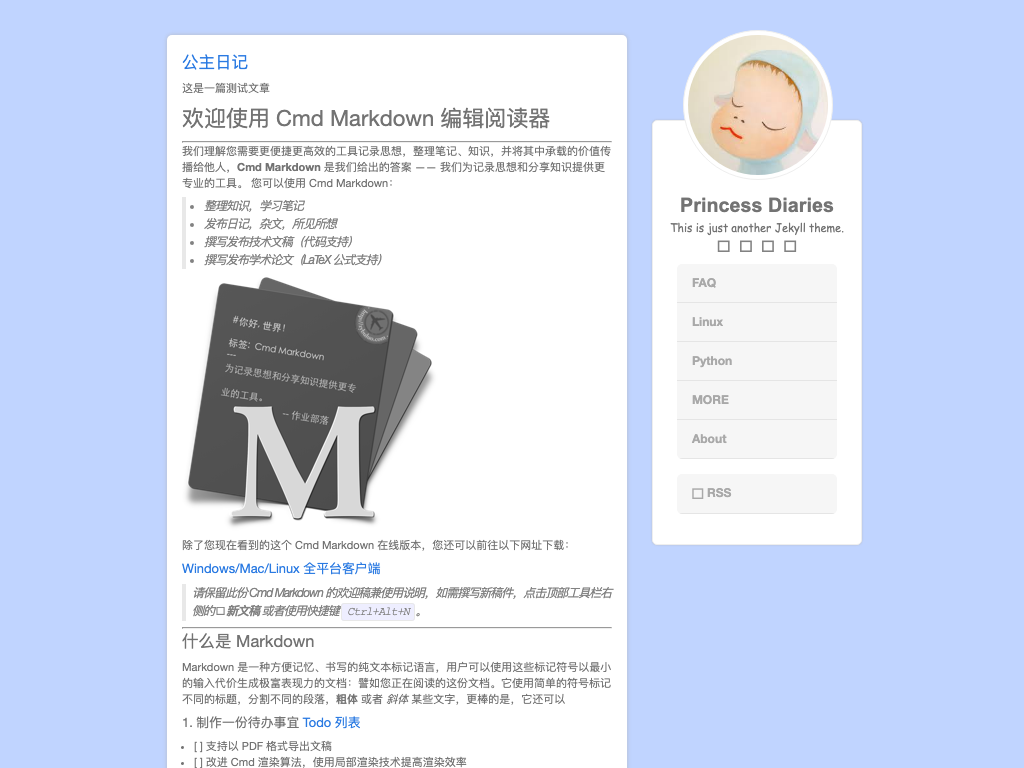 公主日记
这是一篇测试文章
欢迎使用 Cmd Markdown 编辑阅读器
我们理解您需要更便捷更高效的工具记录思想，整理笔记、知识，并将其中承载的价值传
播给他人，Cmd Markdown 是我们给出的答案 —— 我们为记录思想和分享知识提供更
专业的工具。 您可以使用 Cmd Markdown：
整理知识，学习笔记
发布日记，杂文，所见所想
撰写发布技术文稿（代码支持）
撰写发布学术论文（LaTeX 公式支持）
#你好, 世界!
标签：Cmd Markdown
---
为记录思想和分享知识提供更专
业的工具。
-- 作业部落
M
除了您现在看到的这个 Cmd Markdown 在线版本，您还可以前往以下网址下载：
Windows/Mac/Linux 全平台客户端
请保留此份 Cmd Markdown 的欢迎稿兼使用说明，如需撰写新稿件，点击顶部工具栏右
侧的 新文稿 或者使用快捷键 Ctrl+Alt+N 。
什么是 Markdown
Markdown 是一种方便记忆、书写的纯文本标记语言，用户可以使用这些标记符号以最小
的输入代价生成极富表现力的文档：譬如您正在阅读的这份文档。它使用简单的符号标记
不同的标题，分割不同的段落，粗体 或者 斜体 某些文字，更棒的是，它还可以
1. 制作一份待办事宜 Todo 列表
[ ] 支持以 PDF 格式导出文稿
[ ] 改进 Cmd 渲染算法，使用局部渲染技术提高渲染效率
Princess Diaries
This is just another Jekyll theme.
FAQ
Linux
Python
MORE
About
RSS